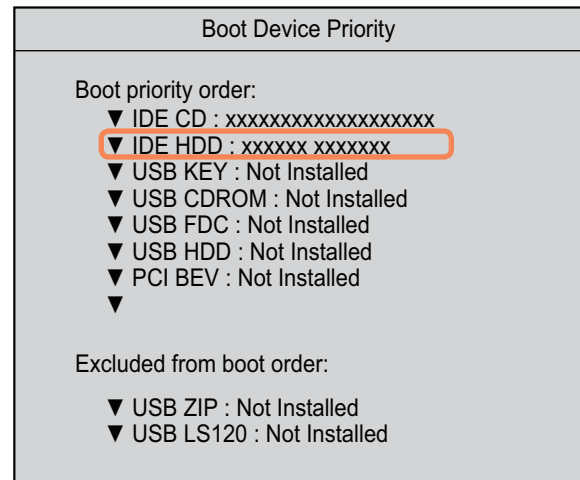 Boot Device Priority
Boot priority order:
▼ IDE CD : xxxxxxxxxxxxxxxxxxx
▼ IDE HDD : xxxxxx xxxxxxx
▼ USB KEY : Not Installed
▼ USB CDROM : Not Installed
▼ USB FDC : Not Installed
▼ USB HDD : Not Installed
▼ PCI BEV : Not Installed
▼
Excluded from boot order:
▼ USB ZIP : Not Installed
▼ USB LS120 : Not Installed